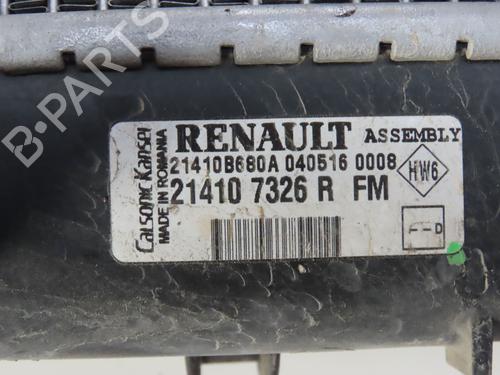 B-PARTS
Calsonic Kansei
MADE IN ROMANIA
RENAULT ASSEMBLY
21410B680A 040516 0008
21410 7326 R FM
HW6
--D